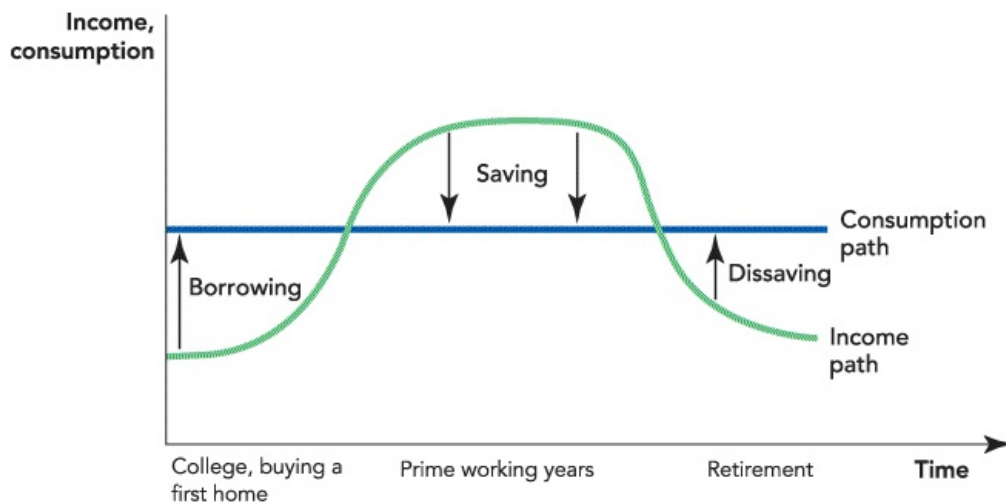 Income,
consumption
Saving
Consumption
path
Borrowing
Dissaving
Income
path
College, buying a
first home
Prime working years
Retirement
Time